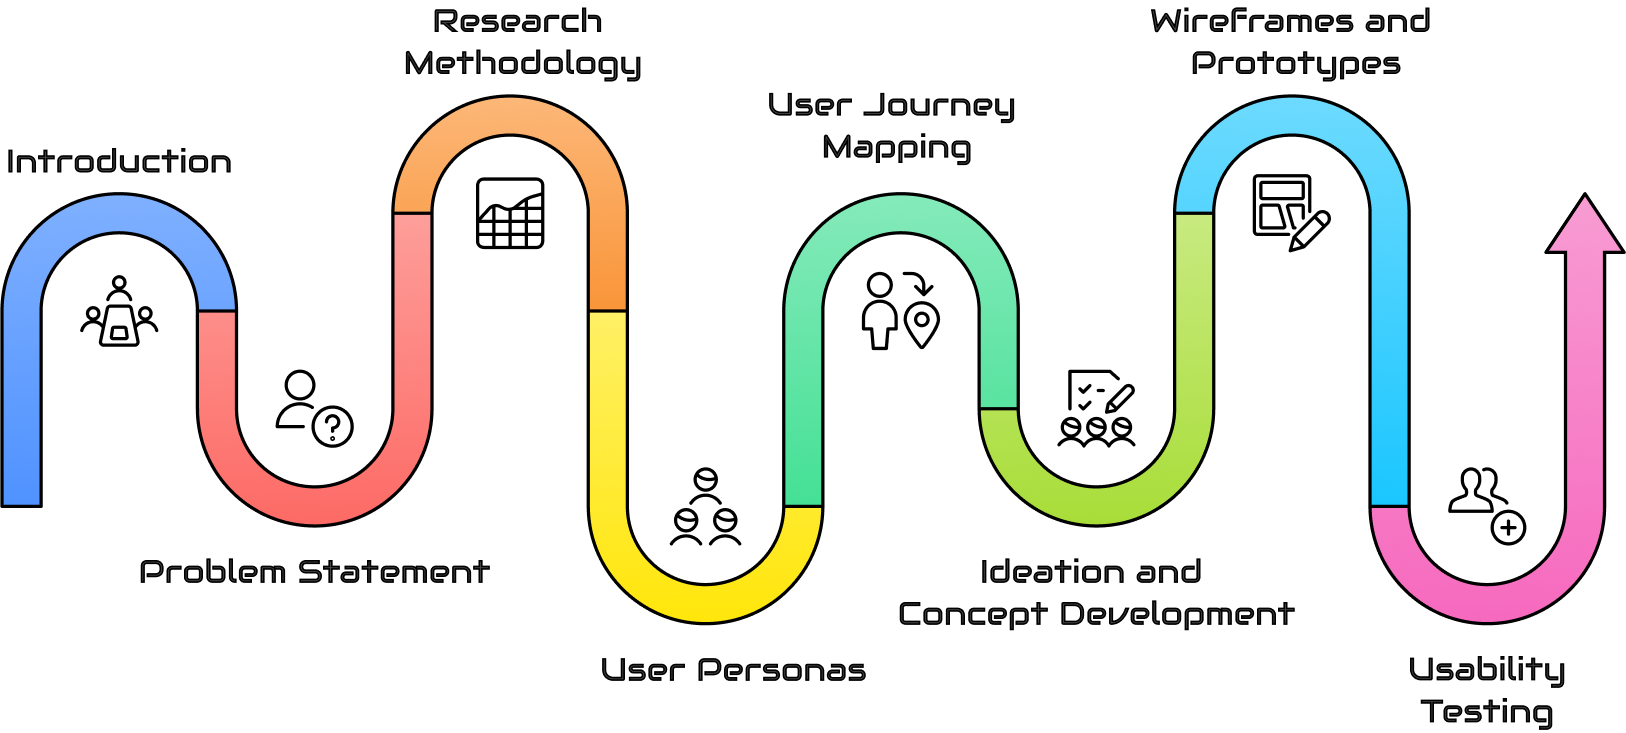 Introduction
Problem Statement
Research
Methodology
User Personas
User Journey
Mapping
Ideation and
Concept Development
Wireframes and
Prototypes
Usability
Testing
?